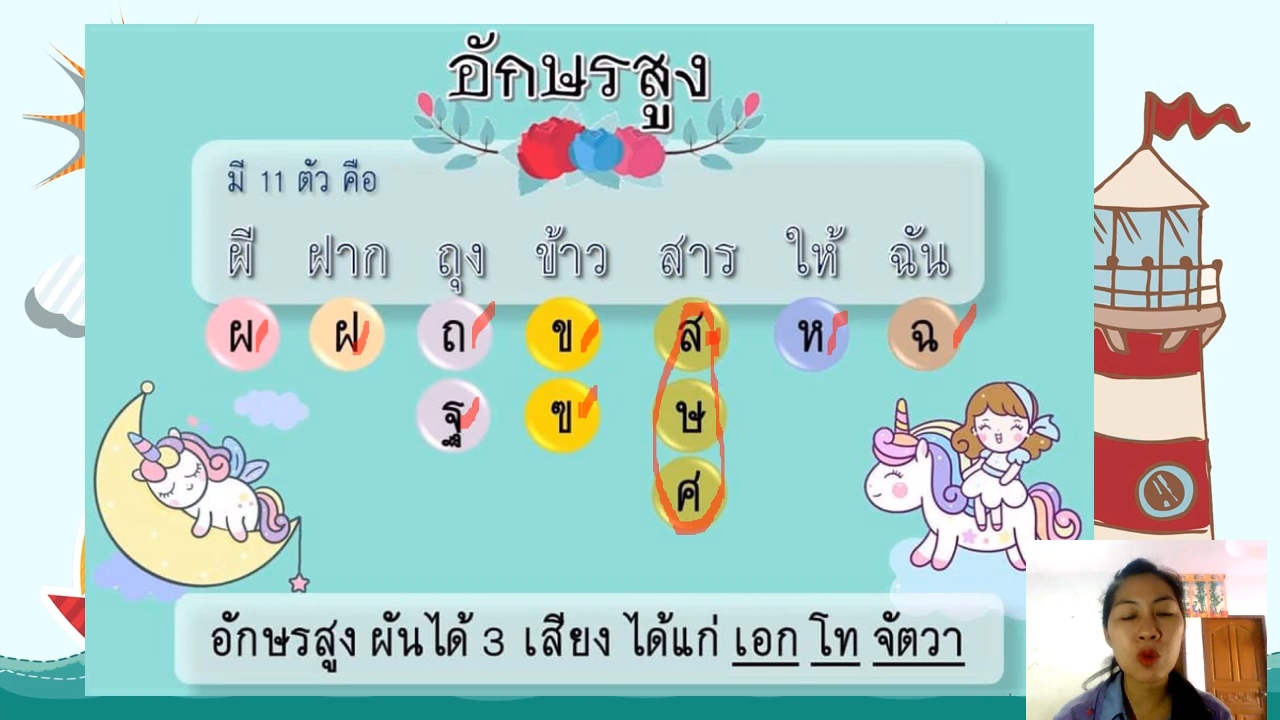 อักษรสูง
มี 11 ตัว คือ
ผี ฝาก ถุง ข้าว สาร ให้ ฉัน
ผ ฝ ถ ข ส ห ฉ
ฐ ฃ ษ
ศ
อักษรสูง ผันได้ 3 เสียง ได้แก่ เอก โท จัตวา